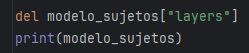 del modelo_sujetos["layers"]
print(modelo_sujetos)